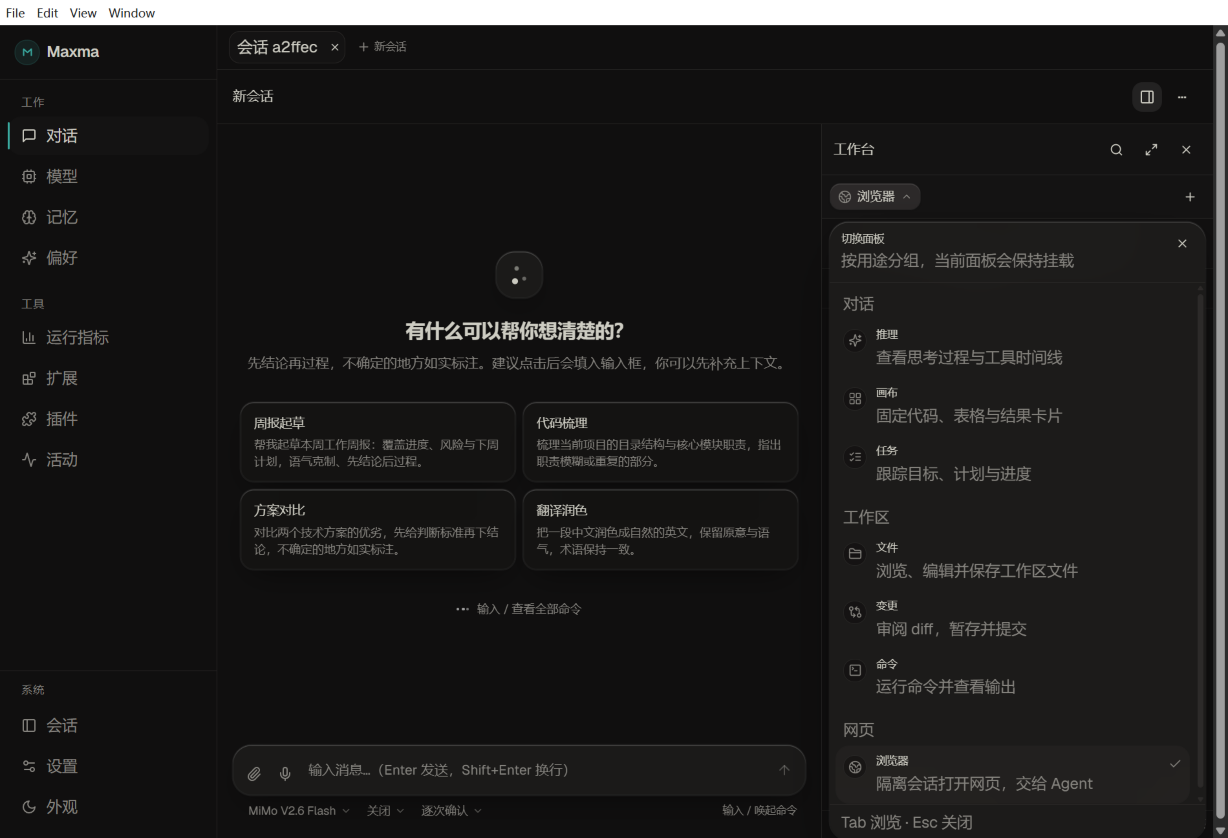 File Edit View Window
Maxma
会话 a2ffec × + 新会话
新会话
工作
对话
模型
记忆
偏好
工具
运行指标
扩展
插件
活动
系统
会话
设置
外观
有什么可以帮你想清楚的?
先结论再过程，不确定的地方如实标注。建议点击后会填入输入框，你可以先补充上下文。
周报起草
帮我起草本周工作周报：覆盖进度、风险与下周
计划，语气克制、先结论后过程。
代码梳理
梳理当前项目的目录结构与核心模块职责，指出
职责模糊或重复的部分。
方案对比
对比两个技术方案的优劣，先给判断标准再下结
论，不确定的地方如实标注。
翻译润色
把一段中文润色成自然的英文，保留原意与语
气，术语保持一致。
输入 / 查看全部命令
输入消息…（Enter 发送，Shift+Enter 换行）
MiMo V2.6 Flash 关闭 逐次确认 输入 / 唤起命令
工作台
浏览器
切换面板
按用途分组，当前面板会保持挂载
对话
推理
查看思考过程与工具时间线
画布
固定代码、表格与结果卡片
任务
跟踪目标、计划与进度
工作区
文件
浏览、编辑并保存工作区文件
变更
审阅 diff，暂存并提交
命令
运行命令并查看输出
网页
浏览器
隔离会话打开网页，交给 Agent
Tab 浏览 · Esc 关闭